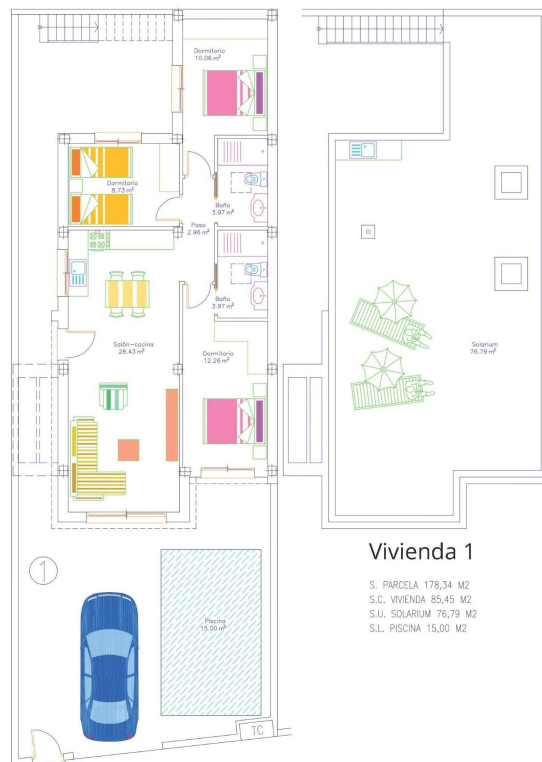 Dormitorio
10.06 m²
Dormitorio
8.73 m²
Baño
3.97 m²
Paso
2.96 m²
Baño
3.97 m²
Salón-cocina
28.43 m²
Dormitorio
12.26 m²
Solarium
76.79 m²
1
Piscina
15.00 m²
TC
Vivienda 1
S. PARCELA 178,34 M2
S.C. VIVIENDA 85,45 M2
S.U. SOLARIUM 76,79 M2
S.L. PISCINA 15,00 M2